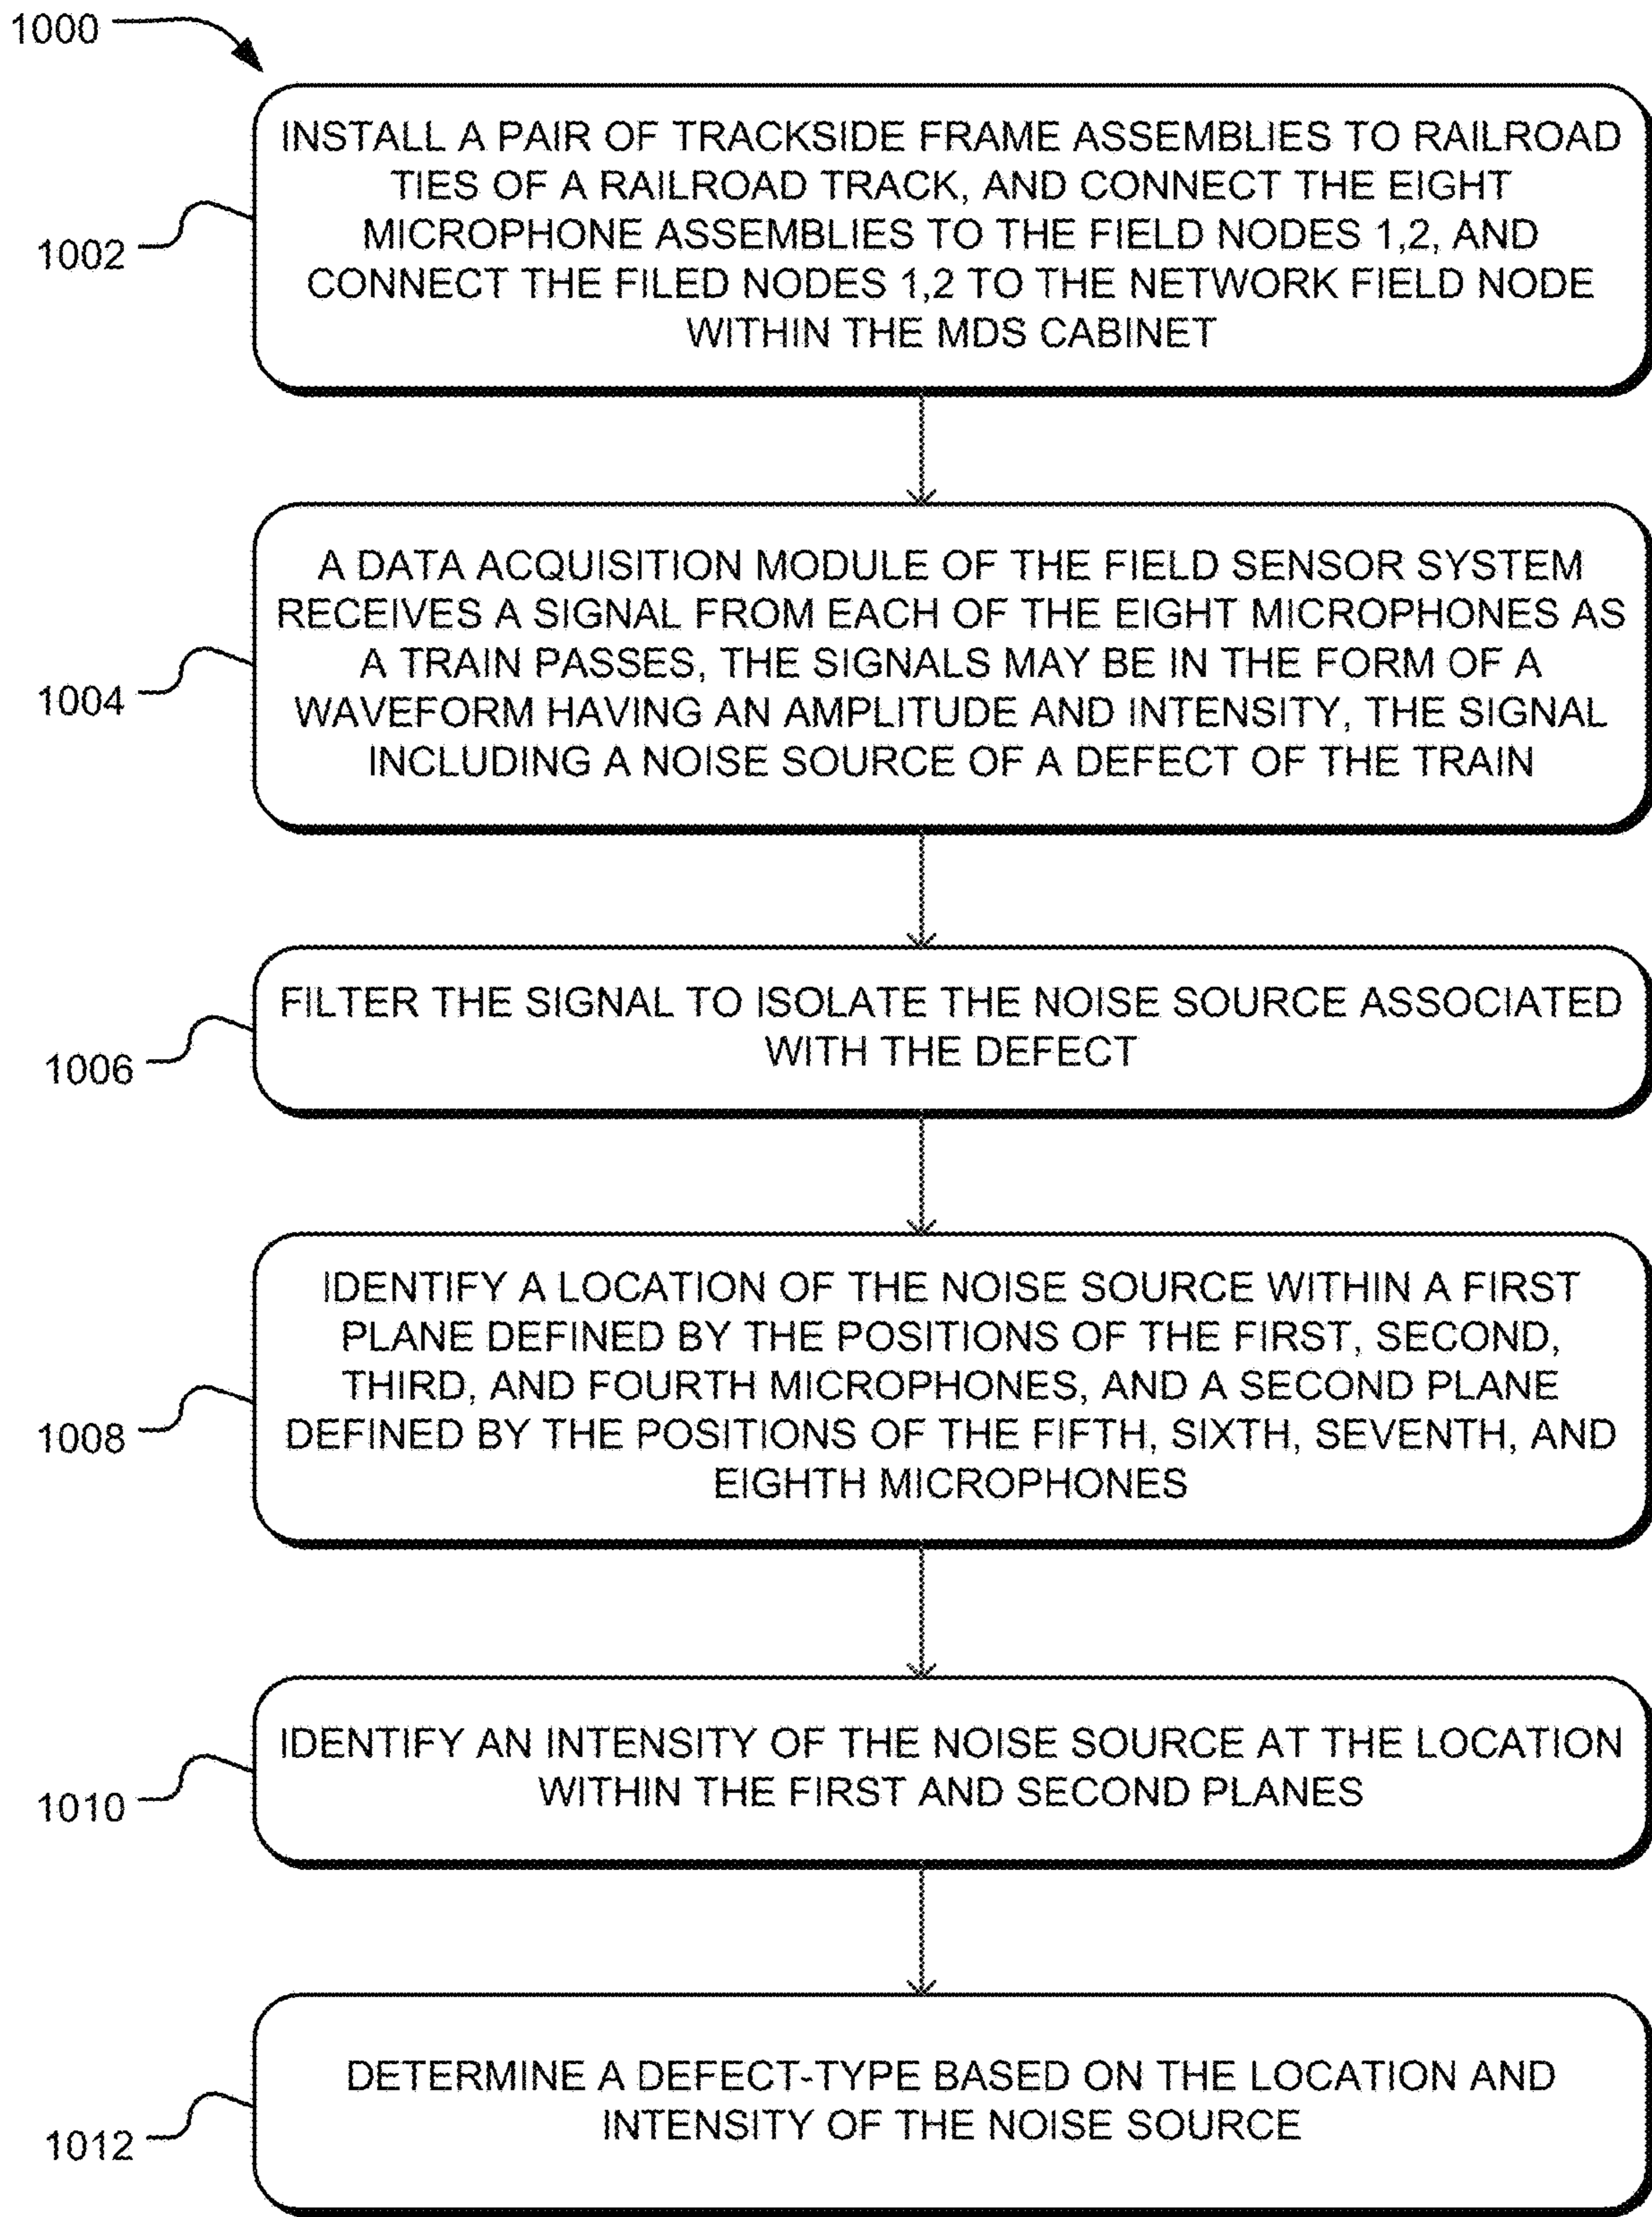 1000
INSTALL A PAIR OF TRACKSIDE FRAME ASSEMBLIES TO RAILROAD
TIES OF A RAILROAD TRACK, AND CONNECT THE EIGHT
MICROPHONE ASSEMBLIES TO THE FIELD NODES 1,2, AND
CONNECT THE FILED NODES 1,2 TO THE NETWORK FIELD NODE
WITHIN THE MDS CABINET
1002
A DATA ACQUISITION MODULE OF THE FIELD SENSOR SYSTEM
RECEIVES A SIGNAL FROM EACH OF THE EIGHT MICROPHONES AS
A TRAIN PASSES, THE SIGNALS MAY BE IN THE FORM OF A
WAVEFORM HAVING AN AMPLITUDE AND INTENSITY, THE SIGNAL
INCLUDING A NOISE SOURCE OF A DEFECT OF THE TRAIN
1004
FILTER THE SIGNAL TO ISOLATE THE NOISE SOURCE ASSOCIATED
WITH THE DEFECT
1006
IDENTIFY A LOCATION OF THE NOISE SOURCE WITHIN A FIRST
PLANE DEFINED BY THE POSITIONS OF THE FIRST, SECOND,
THIRD, AND FOURTH MICROPHONES, AND A SECOND PLANE
DEFINED BY THE POSITIONS OF THE FIFTH, SIXTH, SEVENTH, AND
EIGHTH MICROPHONES
1008
IDENTIFY AN INTENSITY OF THE NOISE SOURCE AT THE LOCATION
WITHIN THE FIRST AND SECOND PLANES
1010
DETERMINE A DEFECT-TYPE BASED ON THE LOCATION AND
INTENSITY OF THE NOISE SOURCE
1012